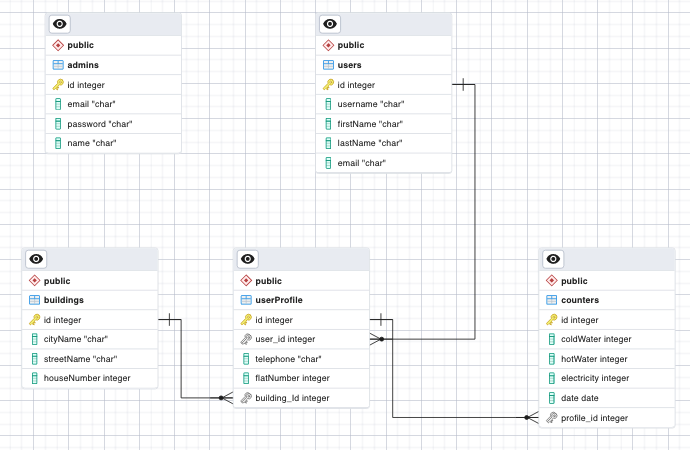 public
admins
id integer
email "char"
password "char"
name "char"
public
users
id integer
username "char"
firstName "char"
lastName "char"
email "char"
public
buildings
id integer
cityName "char"
streetName "char"
houseNumber integer
public
userProfile
id integer
user_id integer
telephone "char"
flatNumber integer
building_Id integer
public
counters
id integer
coldWater integer
hotWater integer
electricity integer
date date
profile_id integer